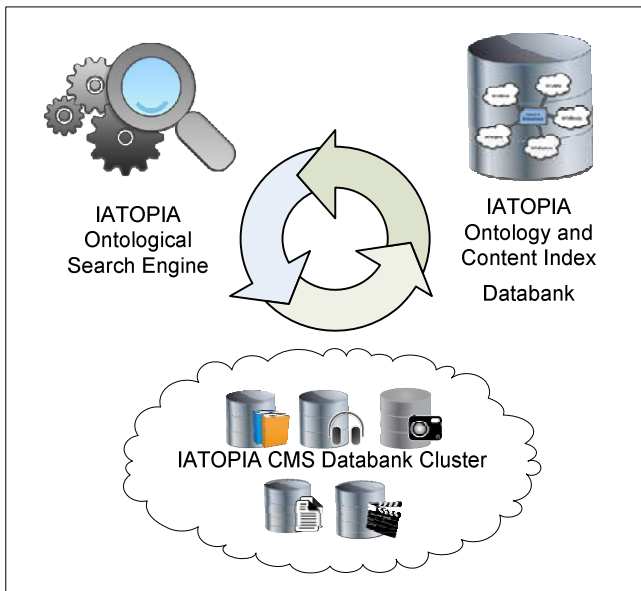 IATOPIA
Ontological
Search Engine
IATOPIA
Ontology and
Content Index
Databank
IATOPIA CMS Databank Cluster